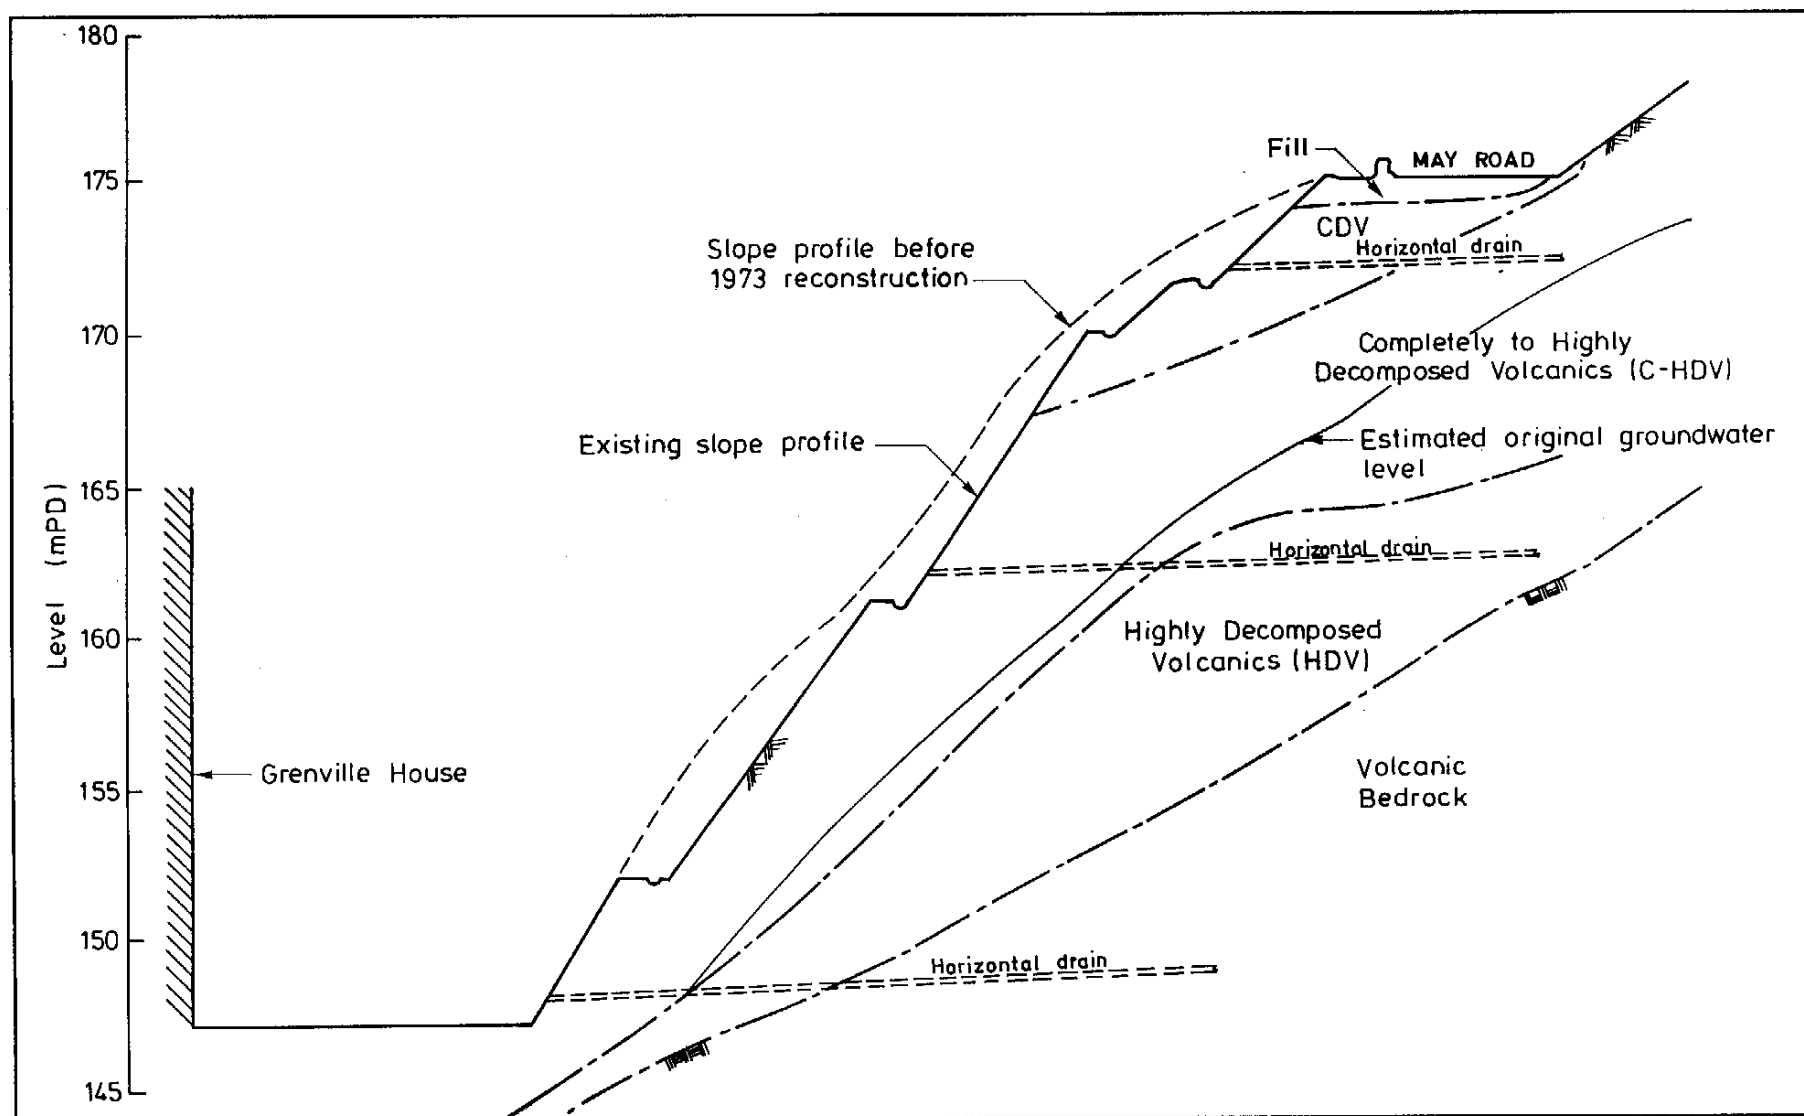 180
175
170
165
160
155
150
145
Level (mPD)
Fill
MAY ROAD
CDV
Horizontal drain
Slope profile before
1973 reconstruction
Completely to Highly
Decomposed Volcanics (C-HDV)
Existing slope profile
Estimated original groundwater
level
Horizontal drain
Highly Decomposed
Volcanics (HDV)
Grenville House
Volcanic
Bedrock
Horizontal drain